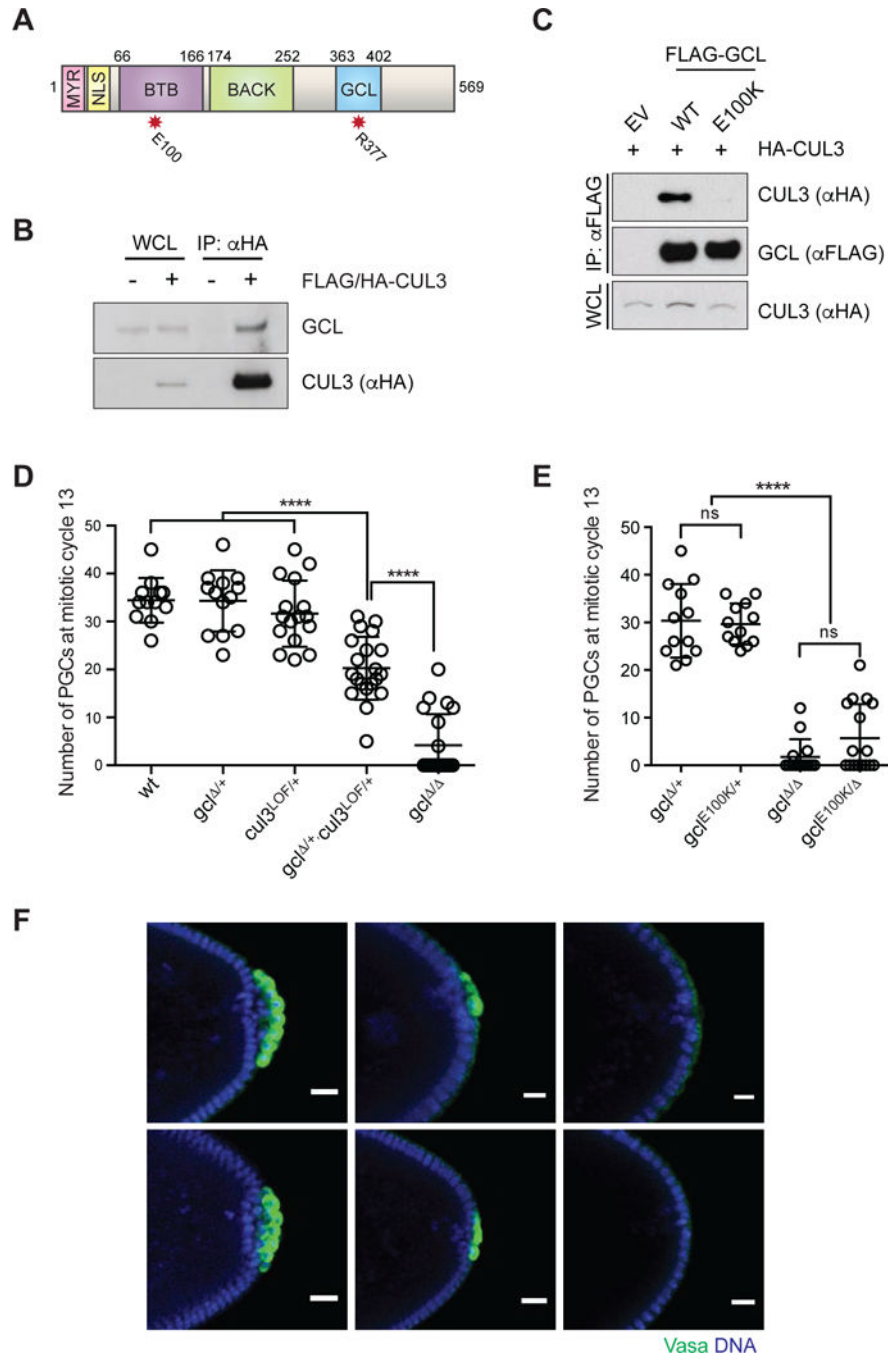 A
66 166 174 252 363 402
1 MYR NLS BTB BACK GCL 569
E100 R377
B
WCL IP: αHA
- + - + FLAG/HA-CUL3
GCL
CUL3 (αHA)
C
FLAG-GCL
EV WT E100K
+ + + HA-CUL3
IP: αFLAG
CUL3 (αHA)
GCL (αFLAG)
WCL
CUL3 (αHA)
D
Number of PGCs at mitotic cycle 13
50
40
30
20
10
0
**** ****
wt gclΔ/+ cul3LOF/+ gclΔ/+,cul3LOF/+ gclΔ/Δ
E
Number of PGCs at mitotic cycle 13
50
40
30
20
10
0
****
ns ns
gclΔ/+ gclE100K/+ gclΔ/Δ gclE100K/Δ
F
Vasa DNA